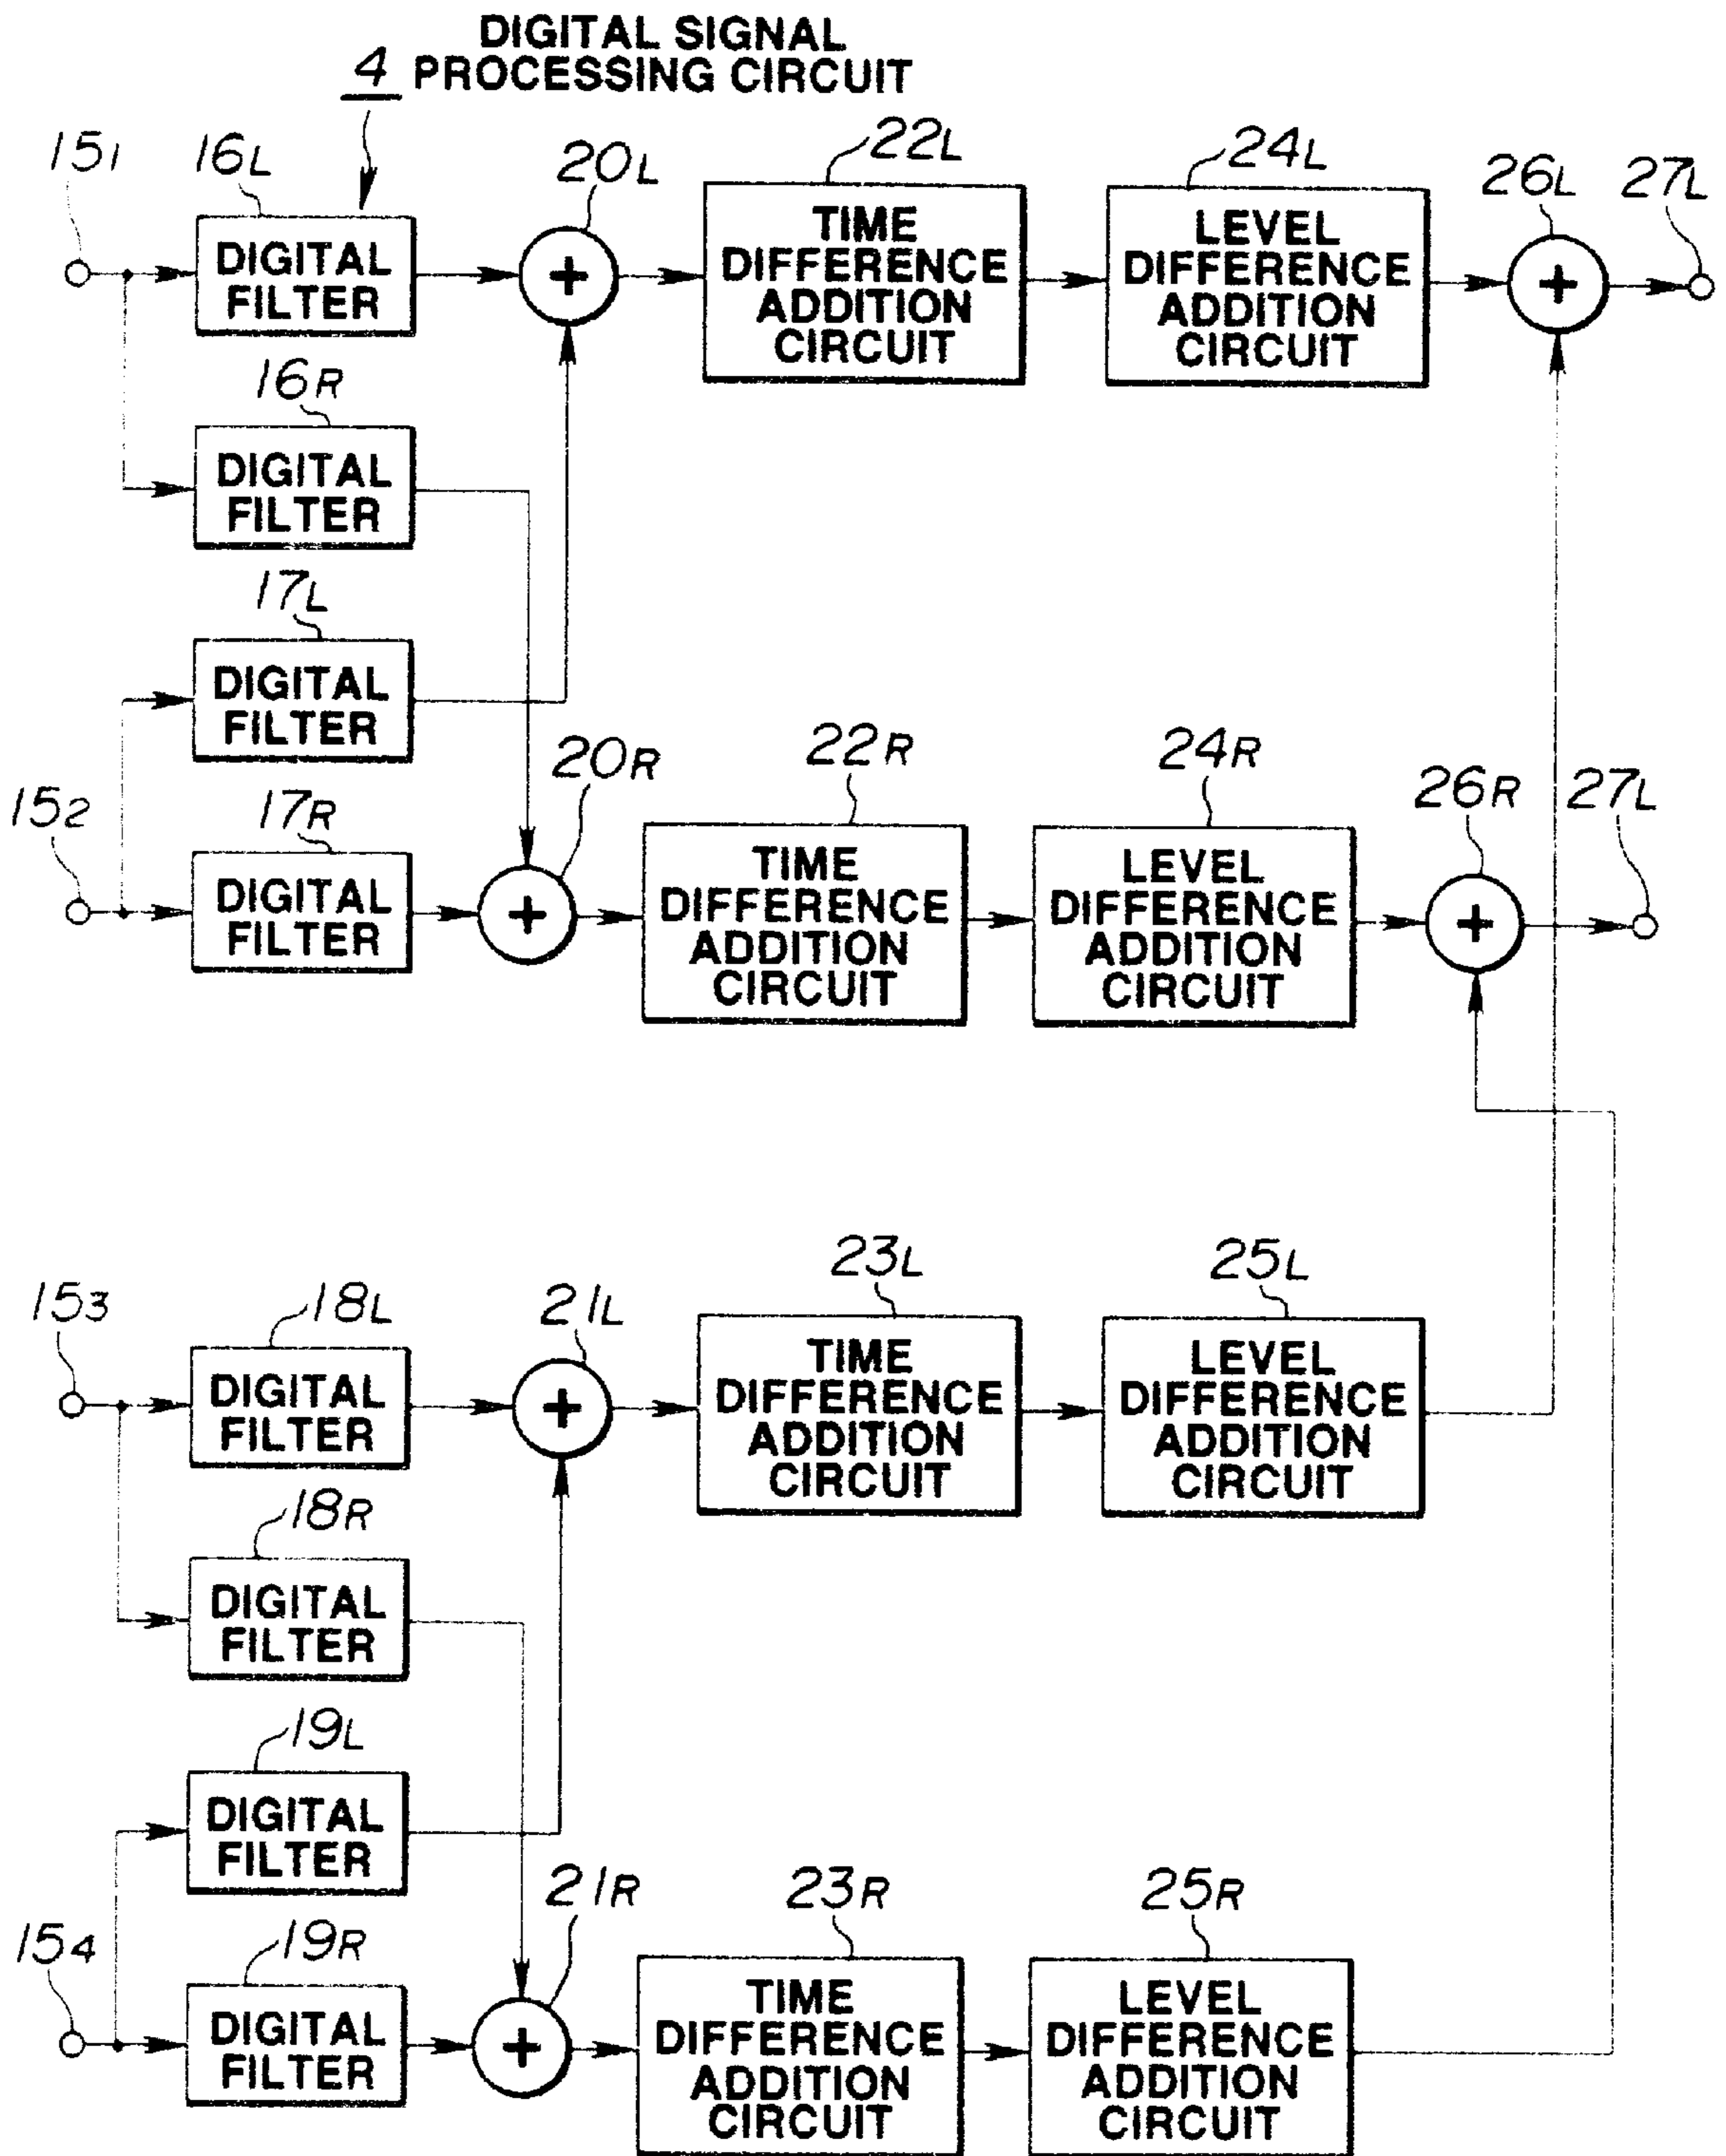 DIGITAL SIGNAL
4 PROCESSING CIRCUIT
151
16L
20L
22L
24L
26L
27L
DIGITAL
FILTER
+
TIME
DIFFERENCE
ADDITION
CIRCUIT
LEVEL
DIFFERENCE
ADDITION
CIRCUIT
+
16R
DIGITAL
FILTER
17L
DIGITAL
FILTER
152
17R
20R
22R
24R
26R
27L
DIGITAL
FILTER
+
TIME
DIFFERENCE
ADDITION
CIRCUIT
LEVEL
DIFFERENCE
ADDITION
CIRCUIT
+
153
18L
21L
23L
25L
DIGITAL
FILTER
+
TIME
DIFFERENCE
ADDITION
CIRCUIT
LEVEL
DIFFERENCE
ADDITION
CIRCUIT
18R
DIGITAL
FILTER
19L
DIGITAL
FILTER
154
19R
21R
23R
25R
DIGITAL
FILTER
+
TIME
DIFFERENCE
ADDITION
CIRCUIT
LEVEL
DIFFERENCE
ADDITION
CIRCUIT